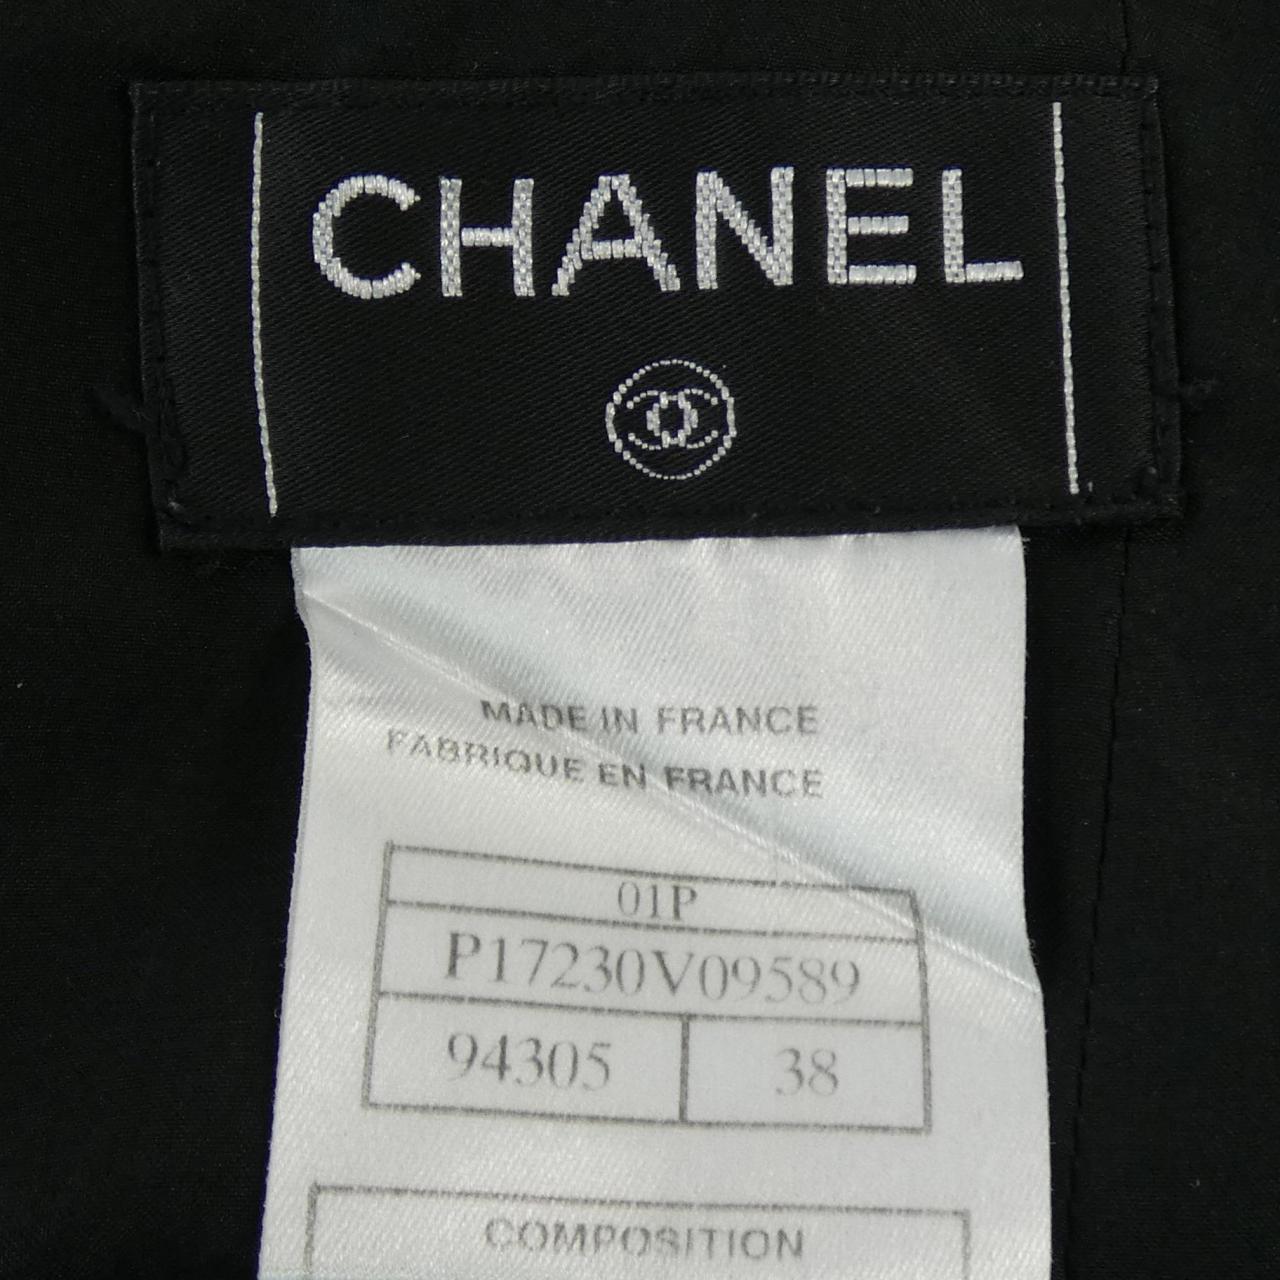 CHANEL
MADE IN FRANCE
FABRIQUE EN FRANCE
01P
P17230V09589
94305 38
COMPOSITION